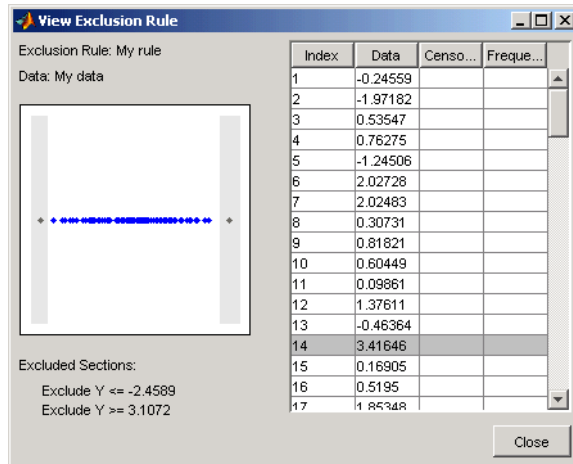 View Exclusion Rule
Exclusion Rule: My rule
Data: My data
Index Data Censo... Freque...
1 -0.24559
2 -1.97182
3 0.53547
4 0.76275
5 -1.24506
6 2.02728
7 2.02483
8 0.30731
9 0.81821
10 0.60449
11 0.09861
12 1.37611
13 -0.46364
14 3.41646
15 0.16905
16 0.5195
17 1.85348
Excluded Sections:
Exclude Y <= -2.4589
Exclude Y >= 3.1072
Close